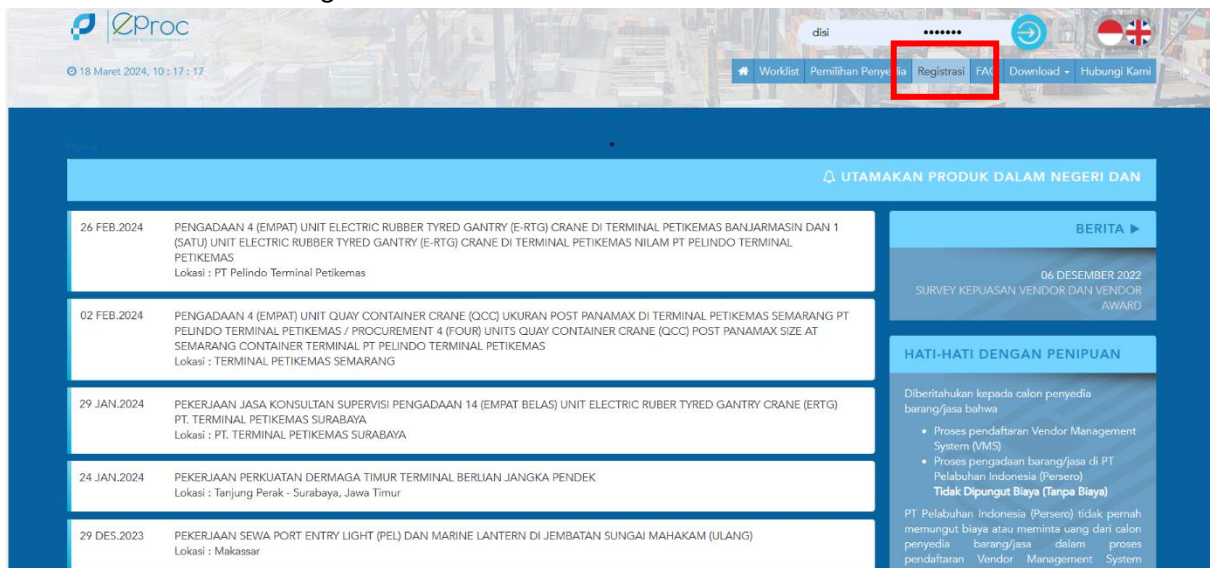 eProc
disi
18 Maret 2024, 10 : 17 : 17
Worklist Pemilihan Penyedia Registrasi FAQ Download Hubungi Kami
UTAMAKAN PRODUK DALAM NEGERI DAN
26 FEB.2024
PENGADAAN 4 (EMPAT) UNIT ELECTRIC RUBBER TYRED GANTRY (E-RTG) CRANE DI TERMINAL PETIKEMAS BANJARMASIN DAN 1
(SATU) UNIT ELECTRIC RUBBER TYRED GANTRY (E-RTG) CRANE DI TERMINAL PETIKEMAS NILAM PT PELINDO TERMINAL
PETIKEMAS
Lokasi : PT Pelindo Terminal Petikemas
02 FEB.2024
PENGADAAN 4 (EMPAT) UNIT QUAY CONTAINER CRANE (QCC) UKURAN POST PANAMAX DI TERMINAL PETIKEMAS SEMARANG PT
PELINDO TERMINAL PETIKEMAS / PROCUREMENT 4 (FOUR) UNITS QUAY CONTAINER CRANE (QCC) POST PANAMAX SIZE AT
SEMARANG CONTAINER TERMINAL PT PELINDO TERMINAL PETIKEMAS
Lokasi : TERMINAL PETIKEMAS SEMARANG
29 JAN.2024
PEKERJAAN JASA KONSULTAN SUPERVISI PENGADAAN 14 (EMPAT BELAS) UNIT ELECTRIC RUBER TYRED GANTRY CRANE (ERTG)
PT. TERMINAL PETIKEMAS SURABAYA
Lokasi : PT. TERMINAL PETIKEMAS SURABAYA
24 JAN.2024
PEKERJAAN PERKUATAN DERMAGA TIMUR TERMINAL BERLIAN JANGKA PENDEK
Lokasi : Tanjung Perak - Surabaya, Jawa Timur
29 DES.2023
PEKERJAAN SEWA PORT ENTRY LIGHT (PEL) DAN MARINE LANTERN DI JEMBATAN SUNGAI MAHAKAM (ULANG)
Lokasi : Makassar
BERITA
06 DESEMBER 2022
SURVEY KEPUASAN VENDOR DAN VENDOR
AWARD
HATI-HATI DENGAN PENIPUAN
Diberitahukan kepada calon penyedia
barang/jasa bahwa
• Proses pendaftaran Vendor Management
System (VMS)
• Proses pengadaan barang/jasa di PT
Pelabuhan Indonesia (Persero)
Tidak Dipungut Biaya (Tanpa Biaya)
PT Pelabuhan Indonesia (Persero) tidak pernah
memungut biaya atau meminta uang dari calon
penyedia barang/jasa dalam proses
pendaftaran Vendor Management System